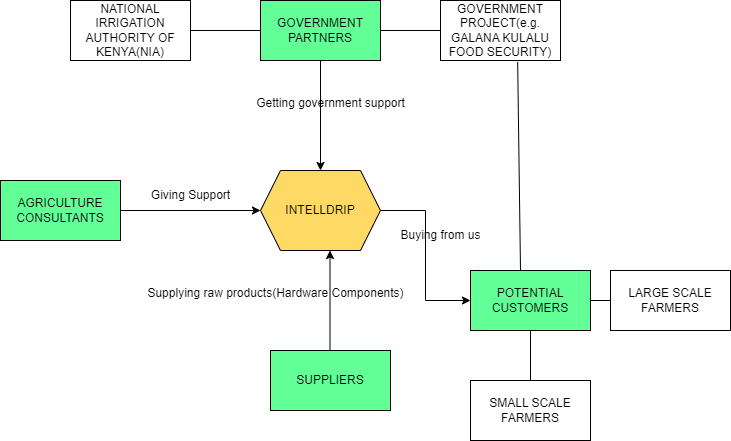 NATIONAL
IRRIGATION
AUTHORITY OF
KENYA(NIA)
GOVERNMENT
PARTNERS
GOVERNMENT
PROJECT(e.g.
GALANA KULALU
FOOD SECURITY)
Getting government support
AGRICULTURE
CONSULTANTS
Giving Support
INTELLDRIP
Buying from us
Supplying raw products(Hardware Components)
POTENTIAL
CUSTOMERS
LARGE SCALE
FARMERS
SUPPLIERS
SMALL SCALE
FARMERS